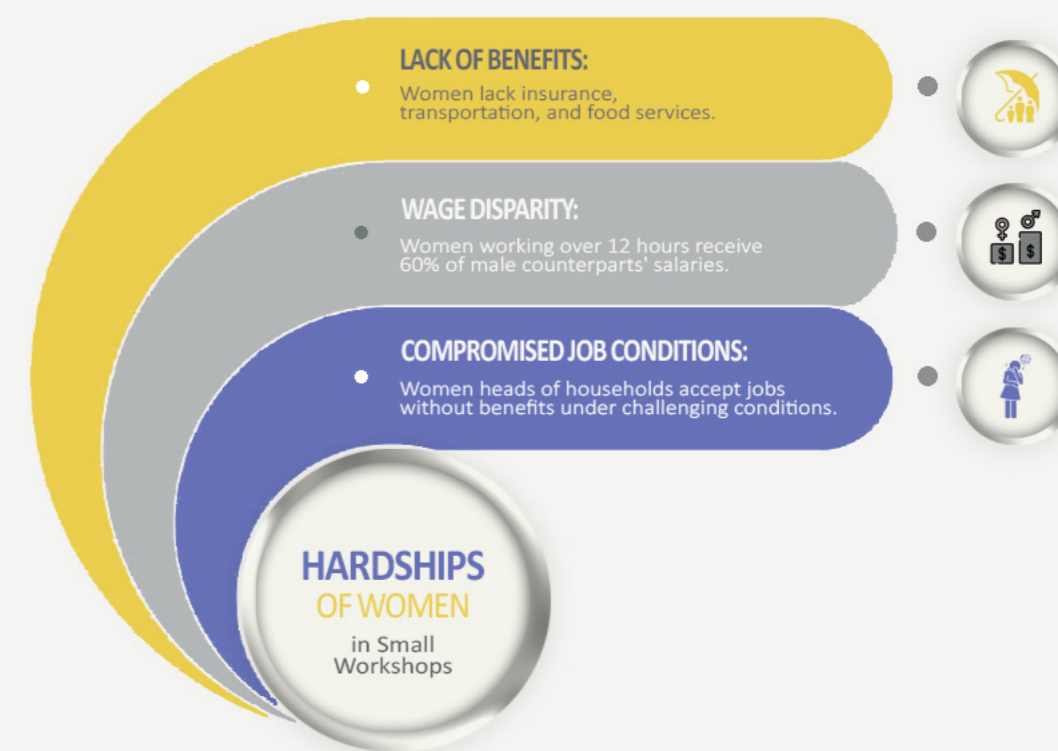 LACK OF BENEFITS:
Women lack insurance,
transportation, and food services.
WAGE DISPARITY:
Women working over 12 hours receive
60% of male counterparts' salaries.
$ $
COMPROMISED JOB CONDITIONS:
Women heads of households accept jobs
without benefits under challenging conditions.
HARDSHIPS
OF WOMEN
in Small
Workshops